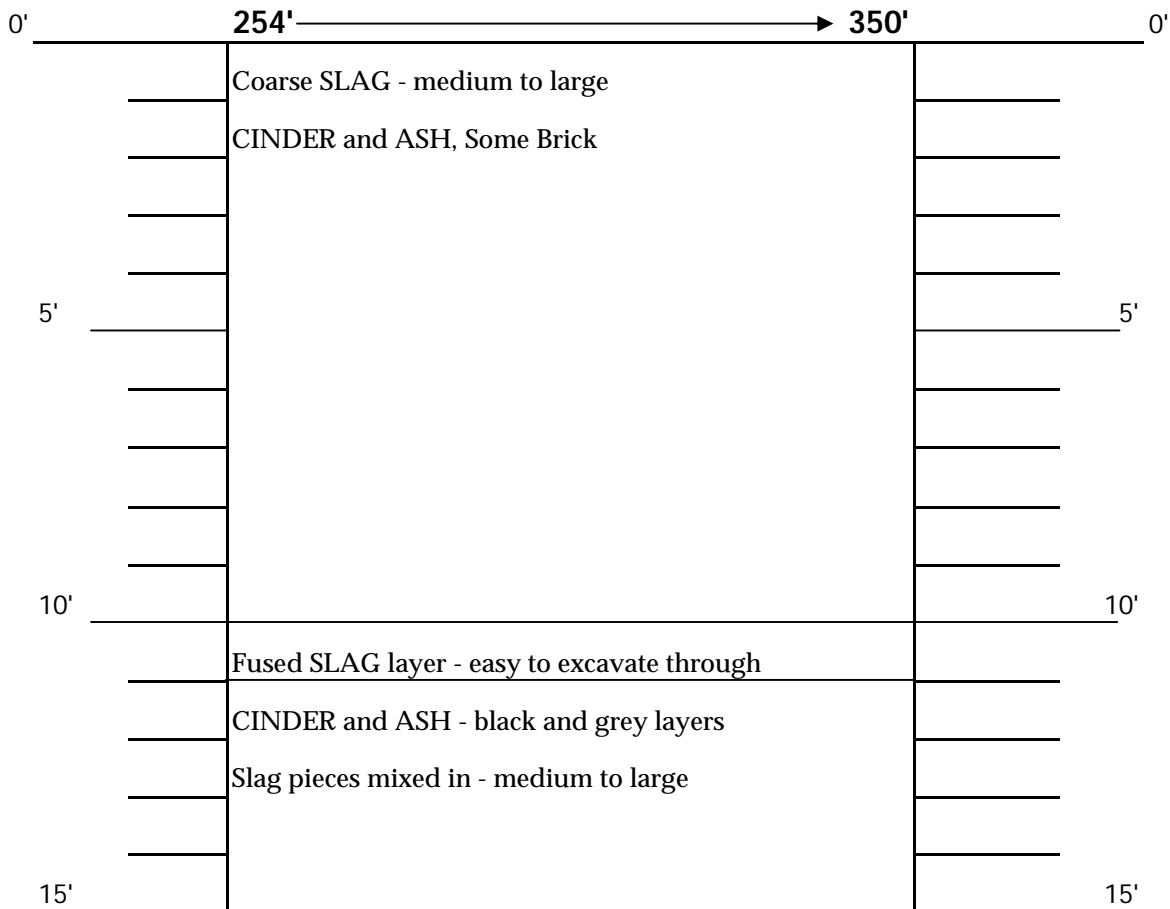 0' 254' 350' 0'
Coarse SLAG - medium to large
CINDER and ASH, Some Brick
5' 5'
10' 10'
Fused SLAG layer - easy to excavate through
CINDER and ASH - black and grey layers
Slag pieces mixed in - medium to large
15' 15'